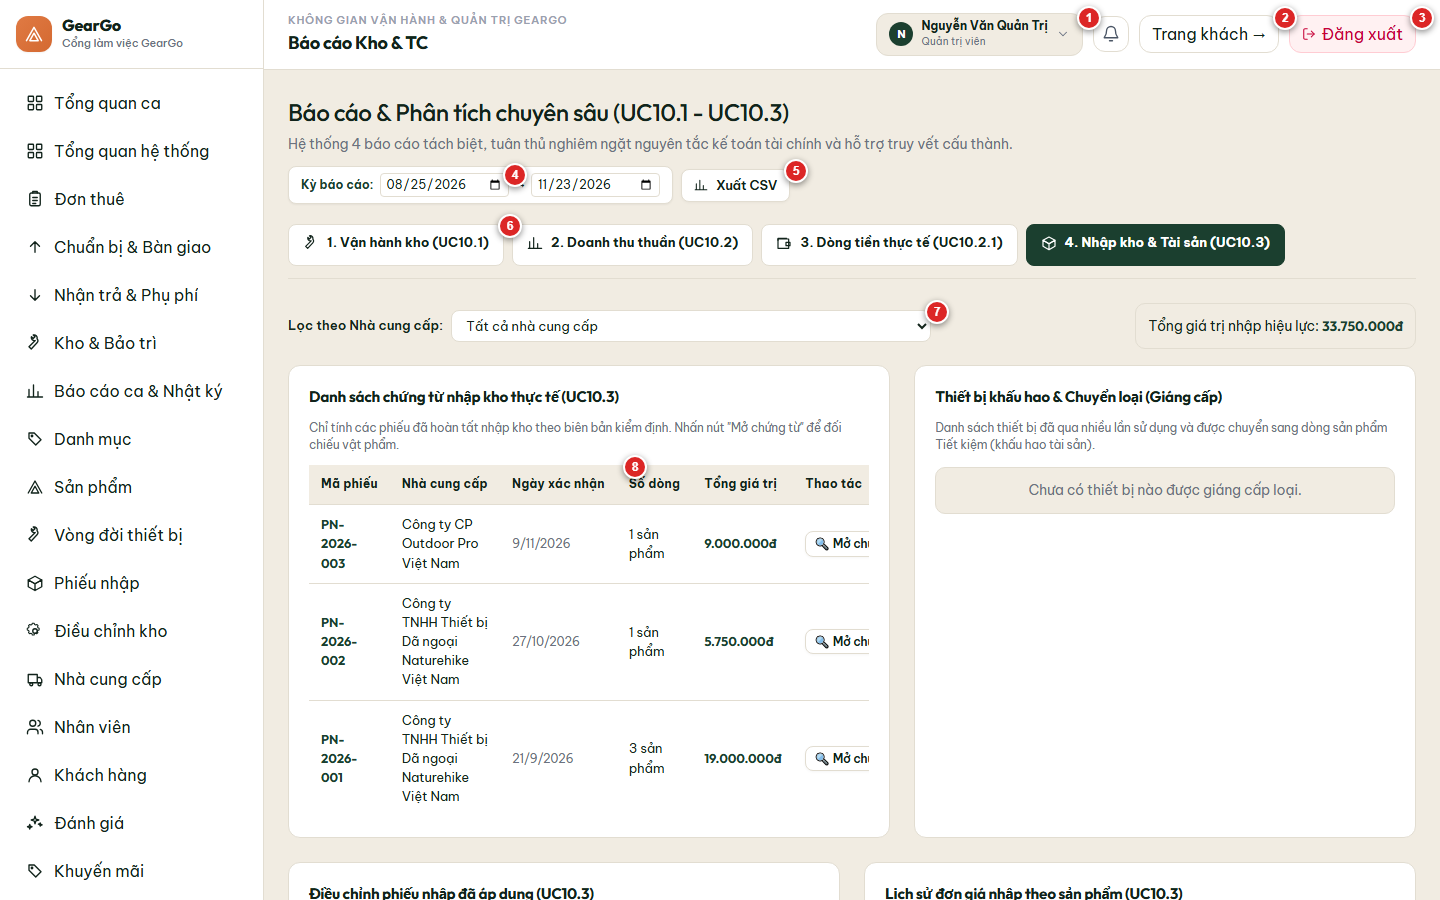 GearGo
Cổng làm việc GearGo
Tổng quan ca
Tổng quan hệ thống
Đơn thuê
Chuẩn bị & Bàn giao
Nhận trả & Phụ phí
Kho & Bảo trì
Báo cáo ca & Nhật ký
Danh mục
Sản phẩm
Vòng đời thiết bị
Phiếu nhập
Điều chỉnh kho
Nhà cung cấp
Nhân viên
Khách hàng
Đánh giá
Khuyến mãi
KHÔNG GIAN VẬN HÀNH & QUẢN TRỊ GEARGO
Báo cáo Kho & TC
N
Nguyễn Văn Quản Trị
Quản trị viên
1
Trang khách →
2
Đăng xuất
3
Báo cáo & Phân tích chuyên sâu (UC10.1 - UC10.3)
Hệ thống 4 báo cáo tách biệt, tuân thủ nghiêm ngặt nguyên tắc kế toán tài chính và hỗ trợ truy vết cấu thành.
Kỳ báo cáo: 08/25/2026
4
11/23/2026
Xuất CSV
5
1. Vận hành kho (UC10.1)
6
2. Doanh thu thuần (UC10.2)
3. Dòng tiền thực tế (UC10.2.1)
4. Nhập kho & Tài sản (UC10.3)
Lọc theo Nhà cung cấp: Tất cả nhà cung cấp
7
Tổng giá trị nhập hiệu lực: 33.750.000đ
Danh sách chứng từ nhập kho thực tế (UC10.3)
Chỉ tính các phiếu đã hoàn tất nhập kho theo biên bản kiểm định. Nhấn nút "Mở chứng từ" để đối
chiếu vật phẩm.
8
Mã phiếu Nhà cung cấp Ngày xác nhận Số dòng Tổng giá trị Thao tác
PN-
2026-
003
Công ty CP
Outdoor Pro
Việt Nam
9/11/2026
1 sản
phẩm
9.000.000đ
Mở chứ
PN-
2026-
002
Công ty
TNHH Thiết bị
Dã ngoại
Naturehike
Việt Nam
27/10/2026
1 sản
phẩm
5.750.000đ
Mở chứ
PN-
2026-
001
Công ty
TNHH Thiết bị
Dã ngoại
Naturehike
Việt Nam
21/9/2026
3 sản
phẩm
19.000.000đ
Mở chứ
Thiết bị khấu hao & Chuyển loại (Giáng cấp)
Danh sách thiết bị đã qua nhiều lần sử dụng và được chuyển sang dòng sản phẩm
Tiết kiệm (khấu hao tài sản).
Chưa có thiết bị nào được giáng cấp loại.
Điều chỉnh phiếu nhập đã áp dụng (UC10.3)
Lịch sử đơn giá nhập theo sản phẩm (UC10.3)